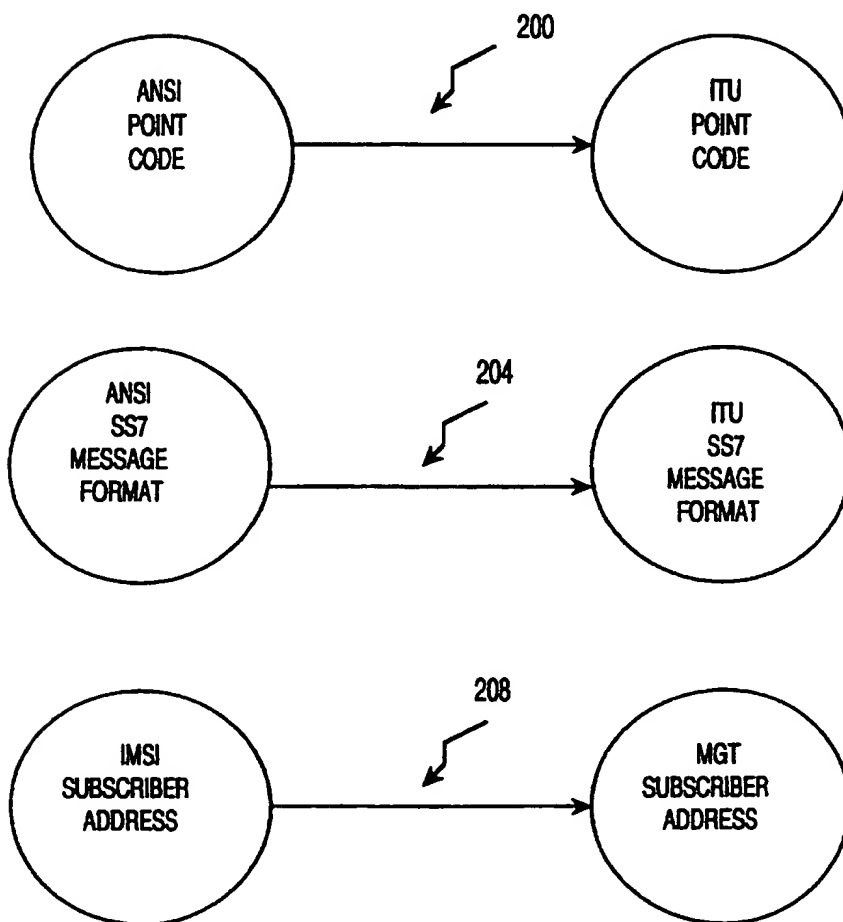 200
ANSI
POINT
CODE
ITU
POINT
CODE
204
ANSI
SS7
MESSAGE
FORMAT
ITU
SS7
MESSAGE
FORMAT
208
IMSI
SUBSCRIBER
ADDRESS
MGT
SUBSCRIBER
ADDRESS